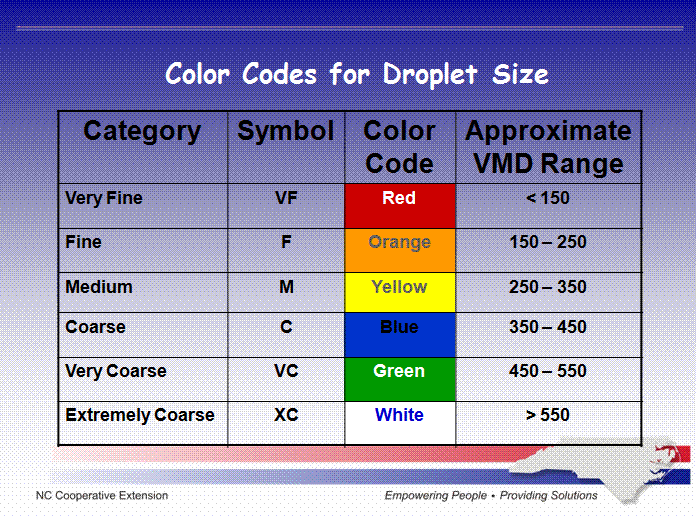 Color Codes for Droplet Size
Category Symbol Color Code Approximate VMD Range
Very Fine VF Red < 150
Fine F Orange 150 – 250
Medium M Yellow 250 – 350
Coarse C Blue 350 – 450
Very Coarse VC Green 450 – 550
Extremely Coarse XC White > 550
NC Cooperative Extension Empowering People • Providing Solutions